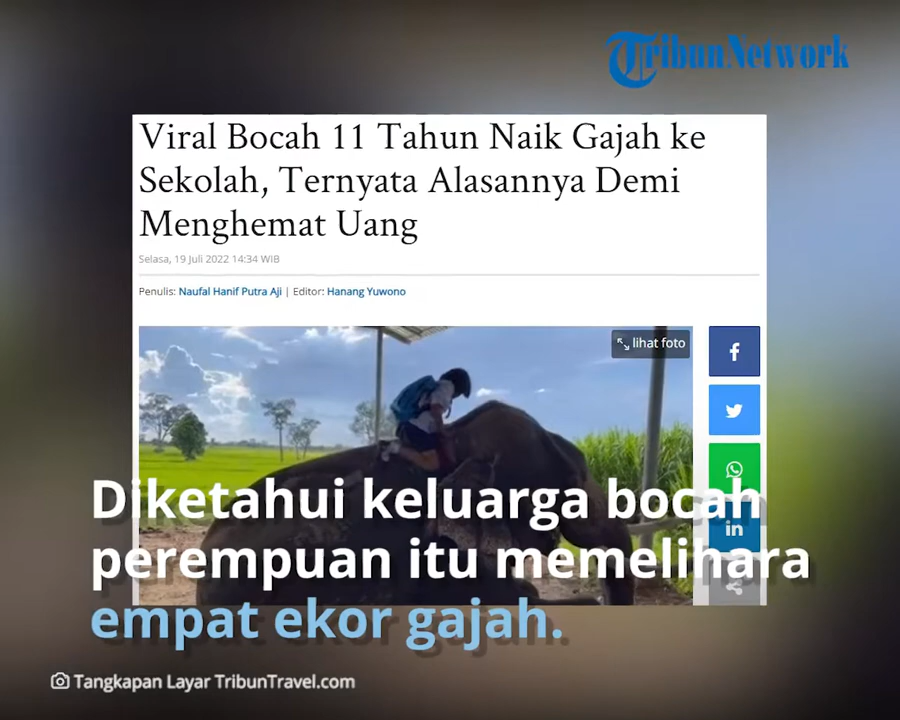 TribunNetwork
Viral Bocah 11 Tahun Naik Gajah ke
Sekolah, Ternyata Alasannya Demi
Menghemat Uang
Selasa, 19 Juli 2022 14:34 WIB
Penulis: Naufal Hanif Putra Aji | Editor: Hanang Yuwono
lihat foto
f
in
Diketahui keluarga bocah
perempuan itu memelihara
empat ekor gajah.
Tangkapan Layar TribunTravel.com